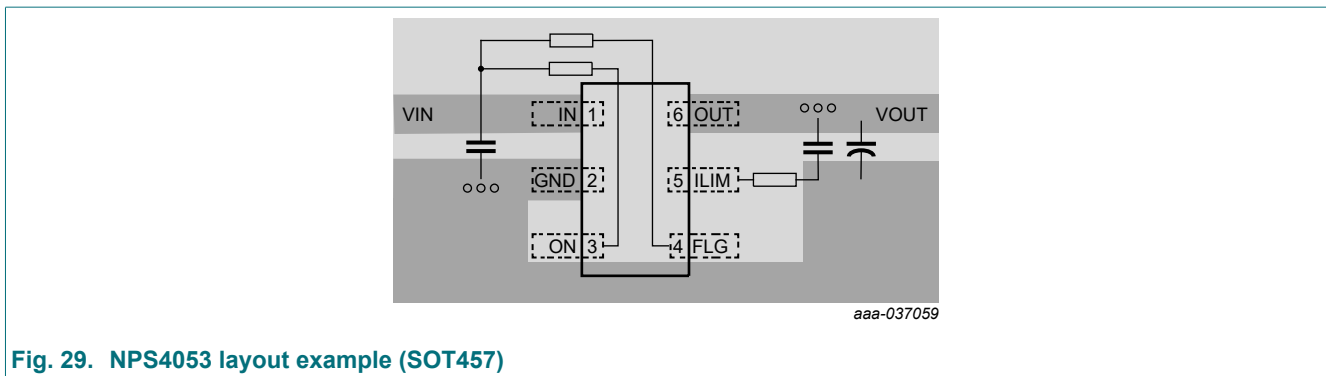 VIN IN 1 6 OUT VOUT
GND 2 5 ILIM
ON 3 4 FLG
aaa-037059
Fig. 29. NPS4053 layout example (SOT457)